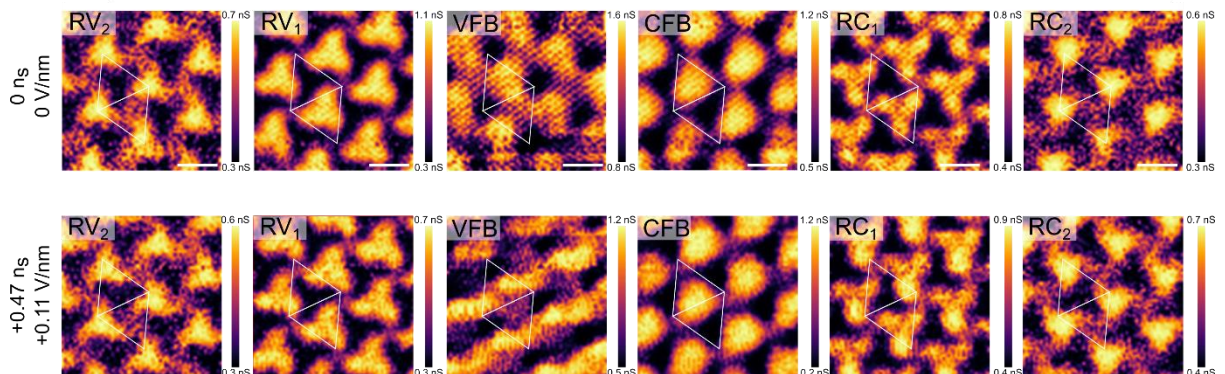 RV2 0.7 nS RV1 1.1 nS VFB 1.6 nS CFB 1.2 nS RC1 0.8 nS RC2 0.6 nS
0 ns
0 V/nm
0.3 nS 0.3 nS 0.8 nS 0.5 nS 0.4 nS 0.3 nS
RV2 0.6 nS RV1 0.7 nS VFB 1.2 nS CFB 1.2 nS RC1 0.9 nS RC2 0.7 nS
+0.47 ns
+0.11 V/nm
0.3 nS 0.3 nS 0.5 nS 0.2 nS 0.4 nS 0.4 nS